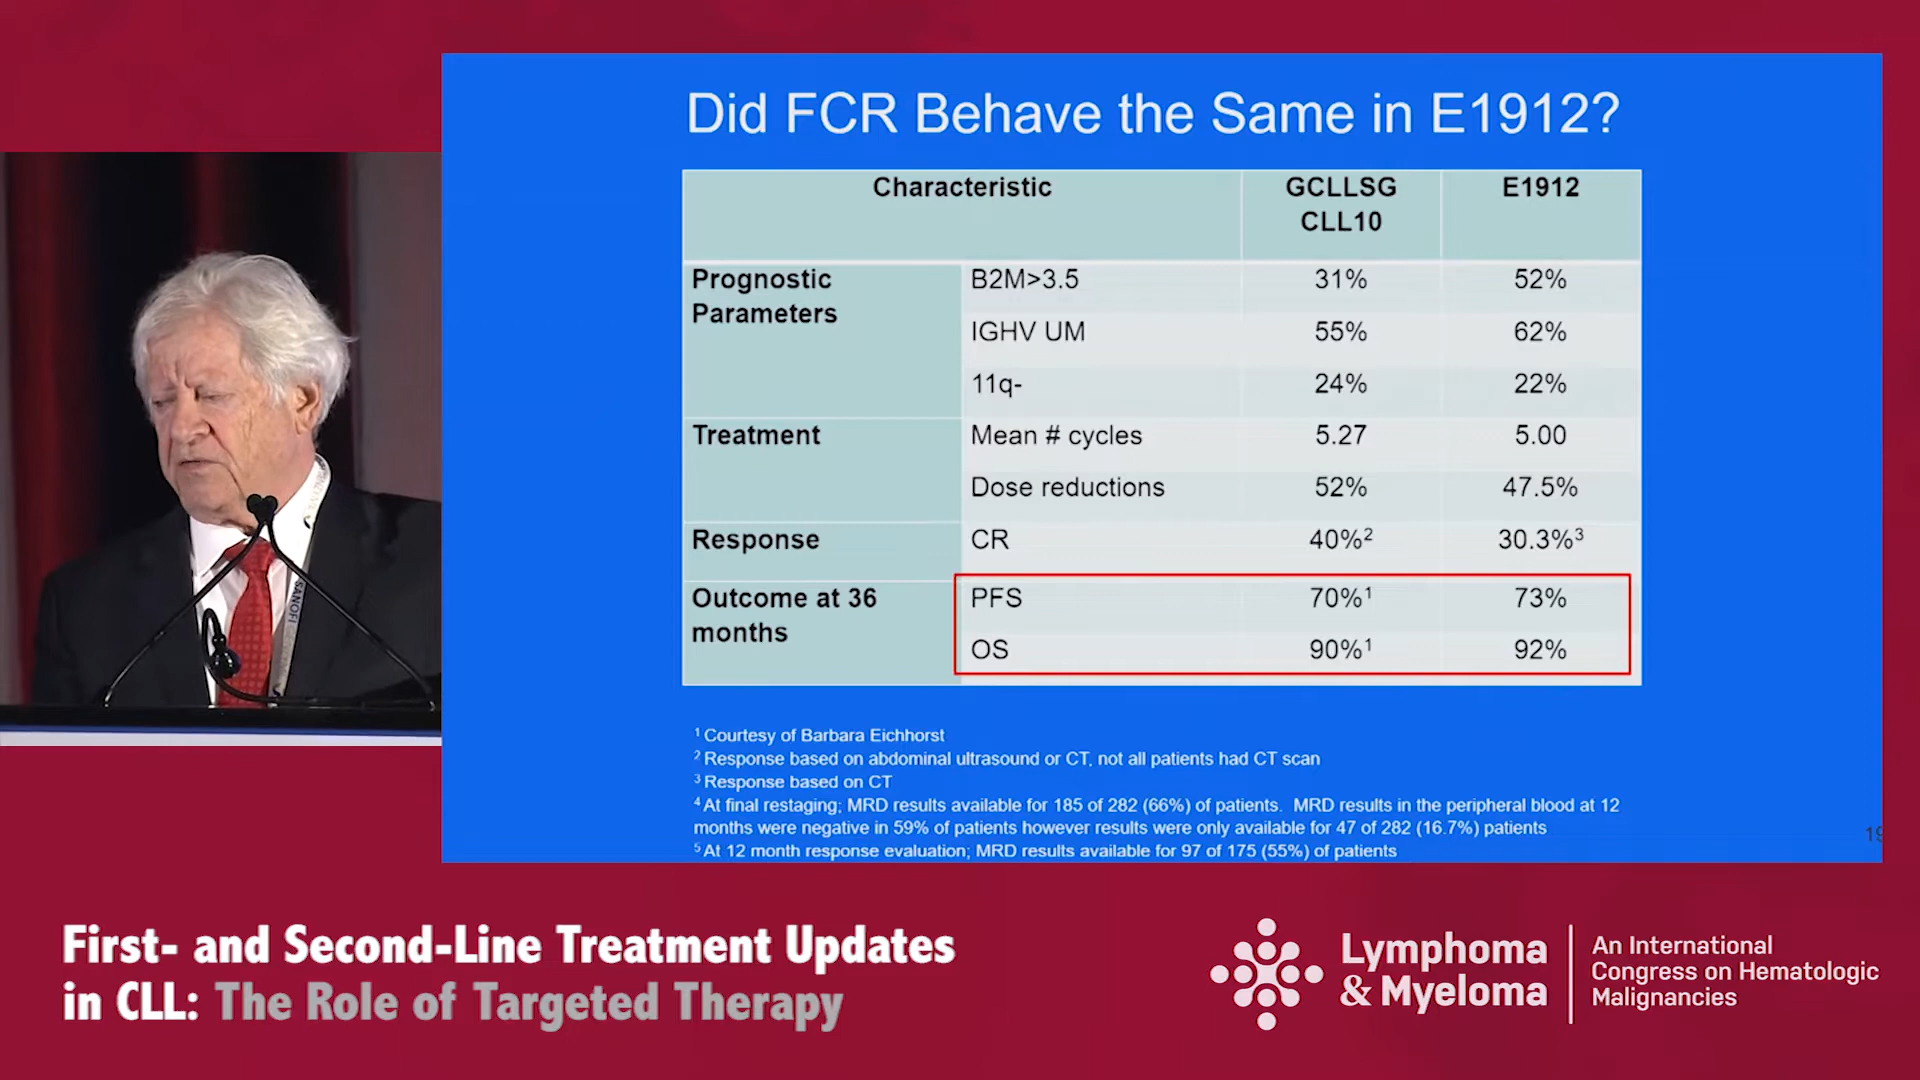 Did FCR Behave the Same in E1912?
Characteristic GCLLSG CLL10 E1912
Prognostic Parameters B2M>3.5 31% 52%
IGHV UM 55% 62%
11q- 24% 22%
Treatment Mean # cycles 5.27 5.00
Dose reductions 52% 47.5%
Response CR 40%² 30.3%³
Outcome at 36 months PFS 70%¹ 73%
OS 90%¹ 92%
¹ Courtesy of Barbara Eichhorst
² Response based on abdominal ultrasound or CT, not all patients had CT scan
³ Response based on CT
⁴ At final restaging; MRD results available for 185 of 282 (66%) of patients. MRD results in the peripheral blood at 12
months were negative in 59% of patients however results were only available for 47 of 282 (16.7%) patients
⁵ At 12 month response evaluation; MRD results available for 97 of 175 (55%) of patients
SANOFI
First- and Second-Line Treatment Updates
in CLL: The Role of Targeted Therapy
Lymphoma
& Myeloma
An International
Congress on Hematologic
Malignancies